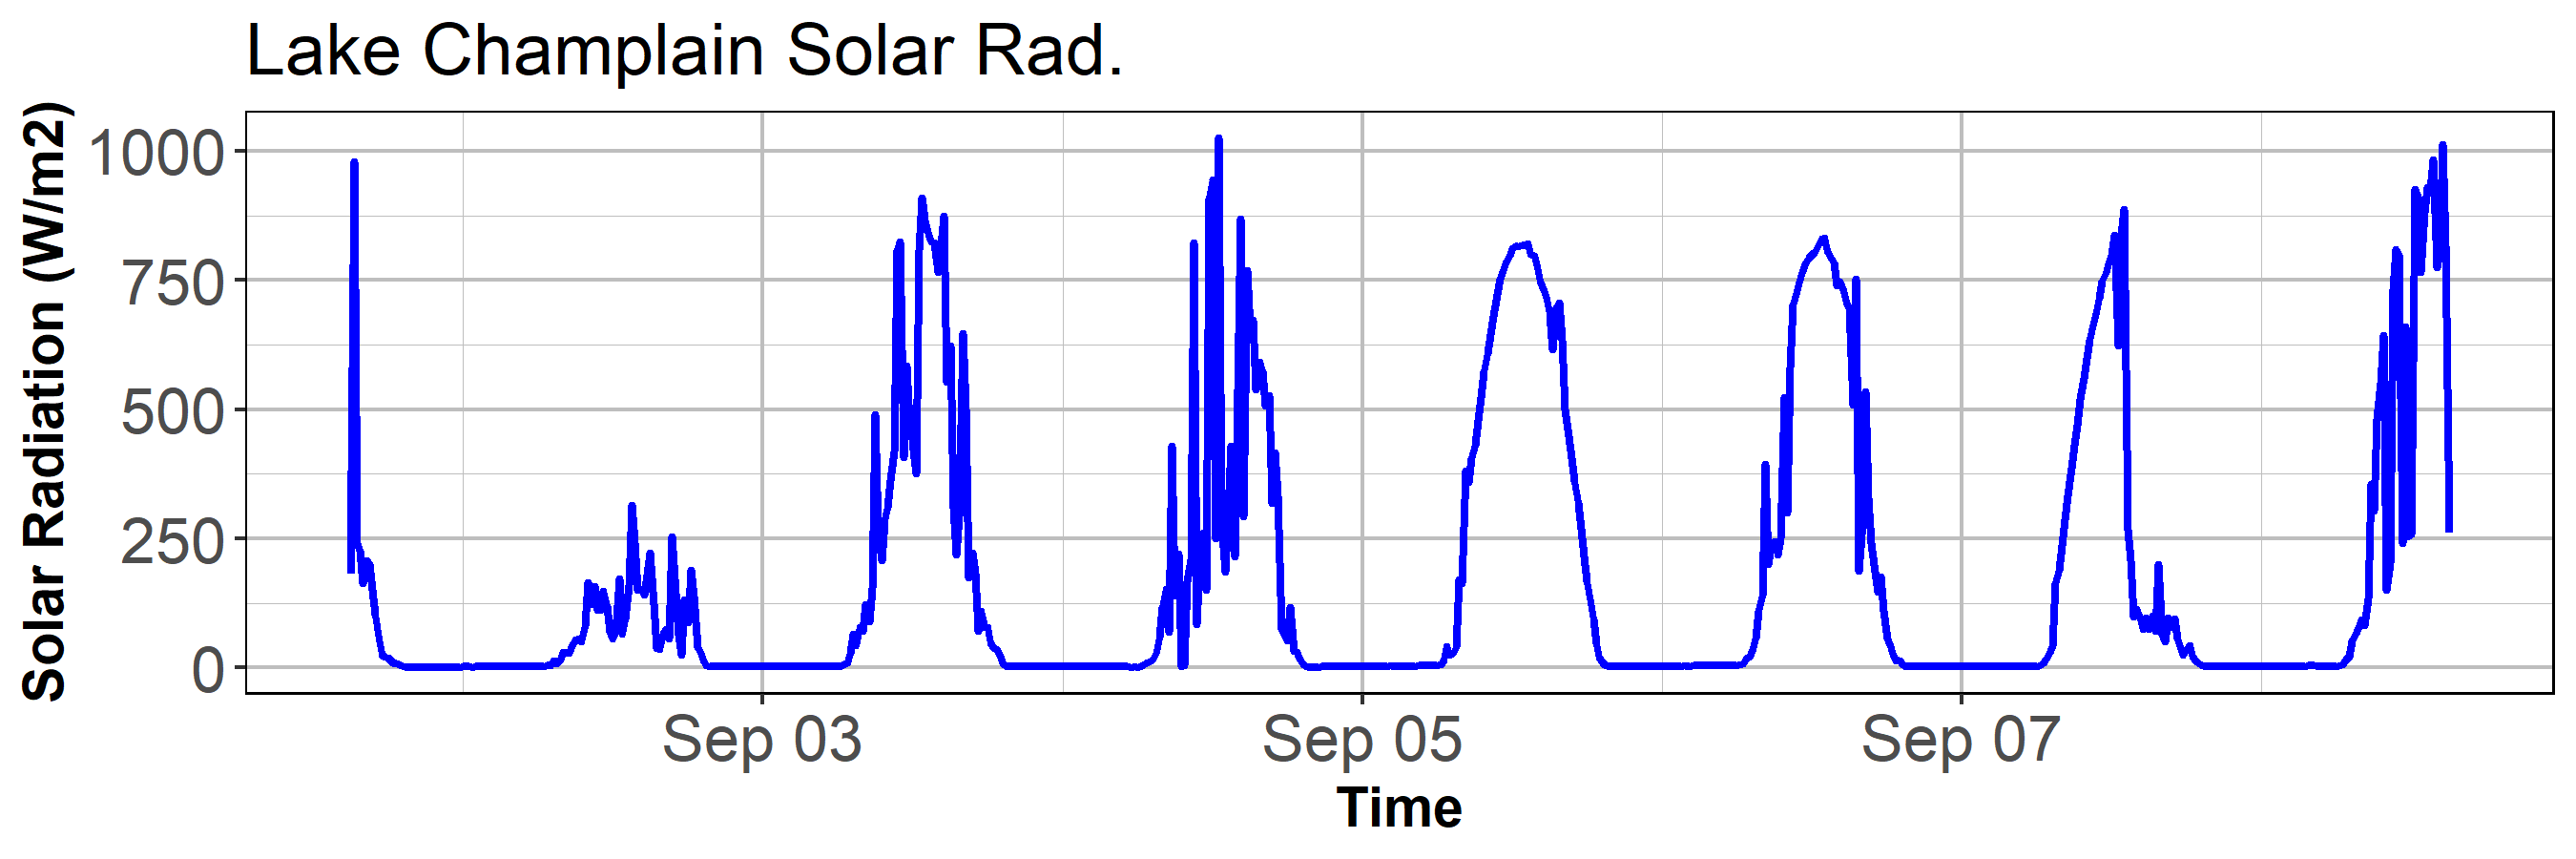 Lake Champlain Solar Rad.
Solar Radiation (W/m2)
1000
750
500
250
0
Sep 03 Sep 05 Sep 07
Time